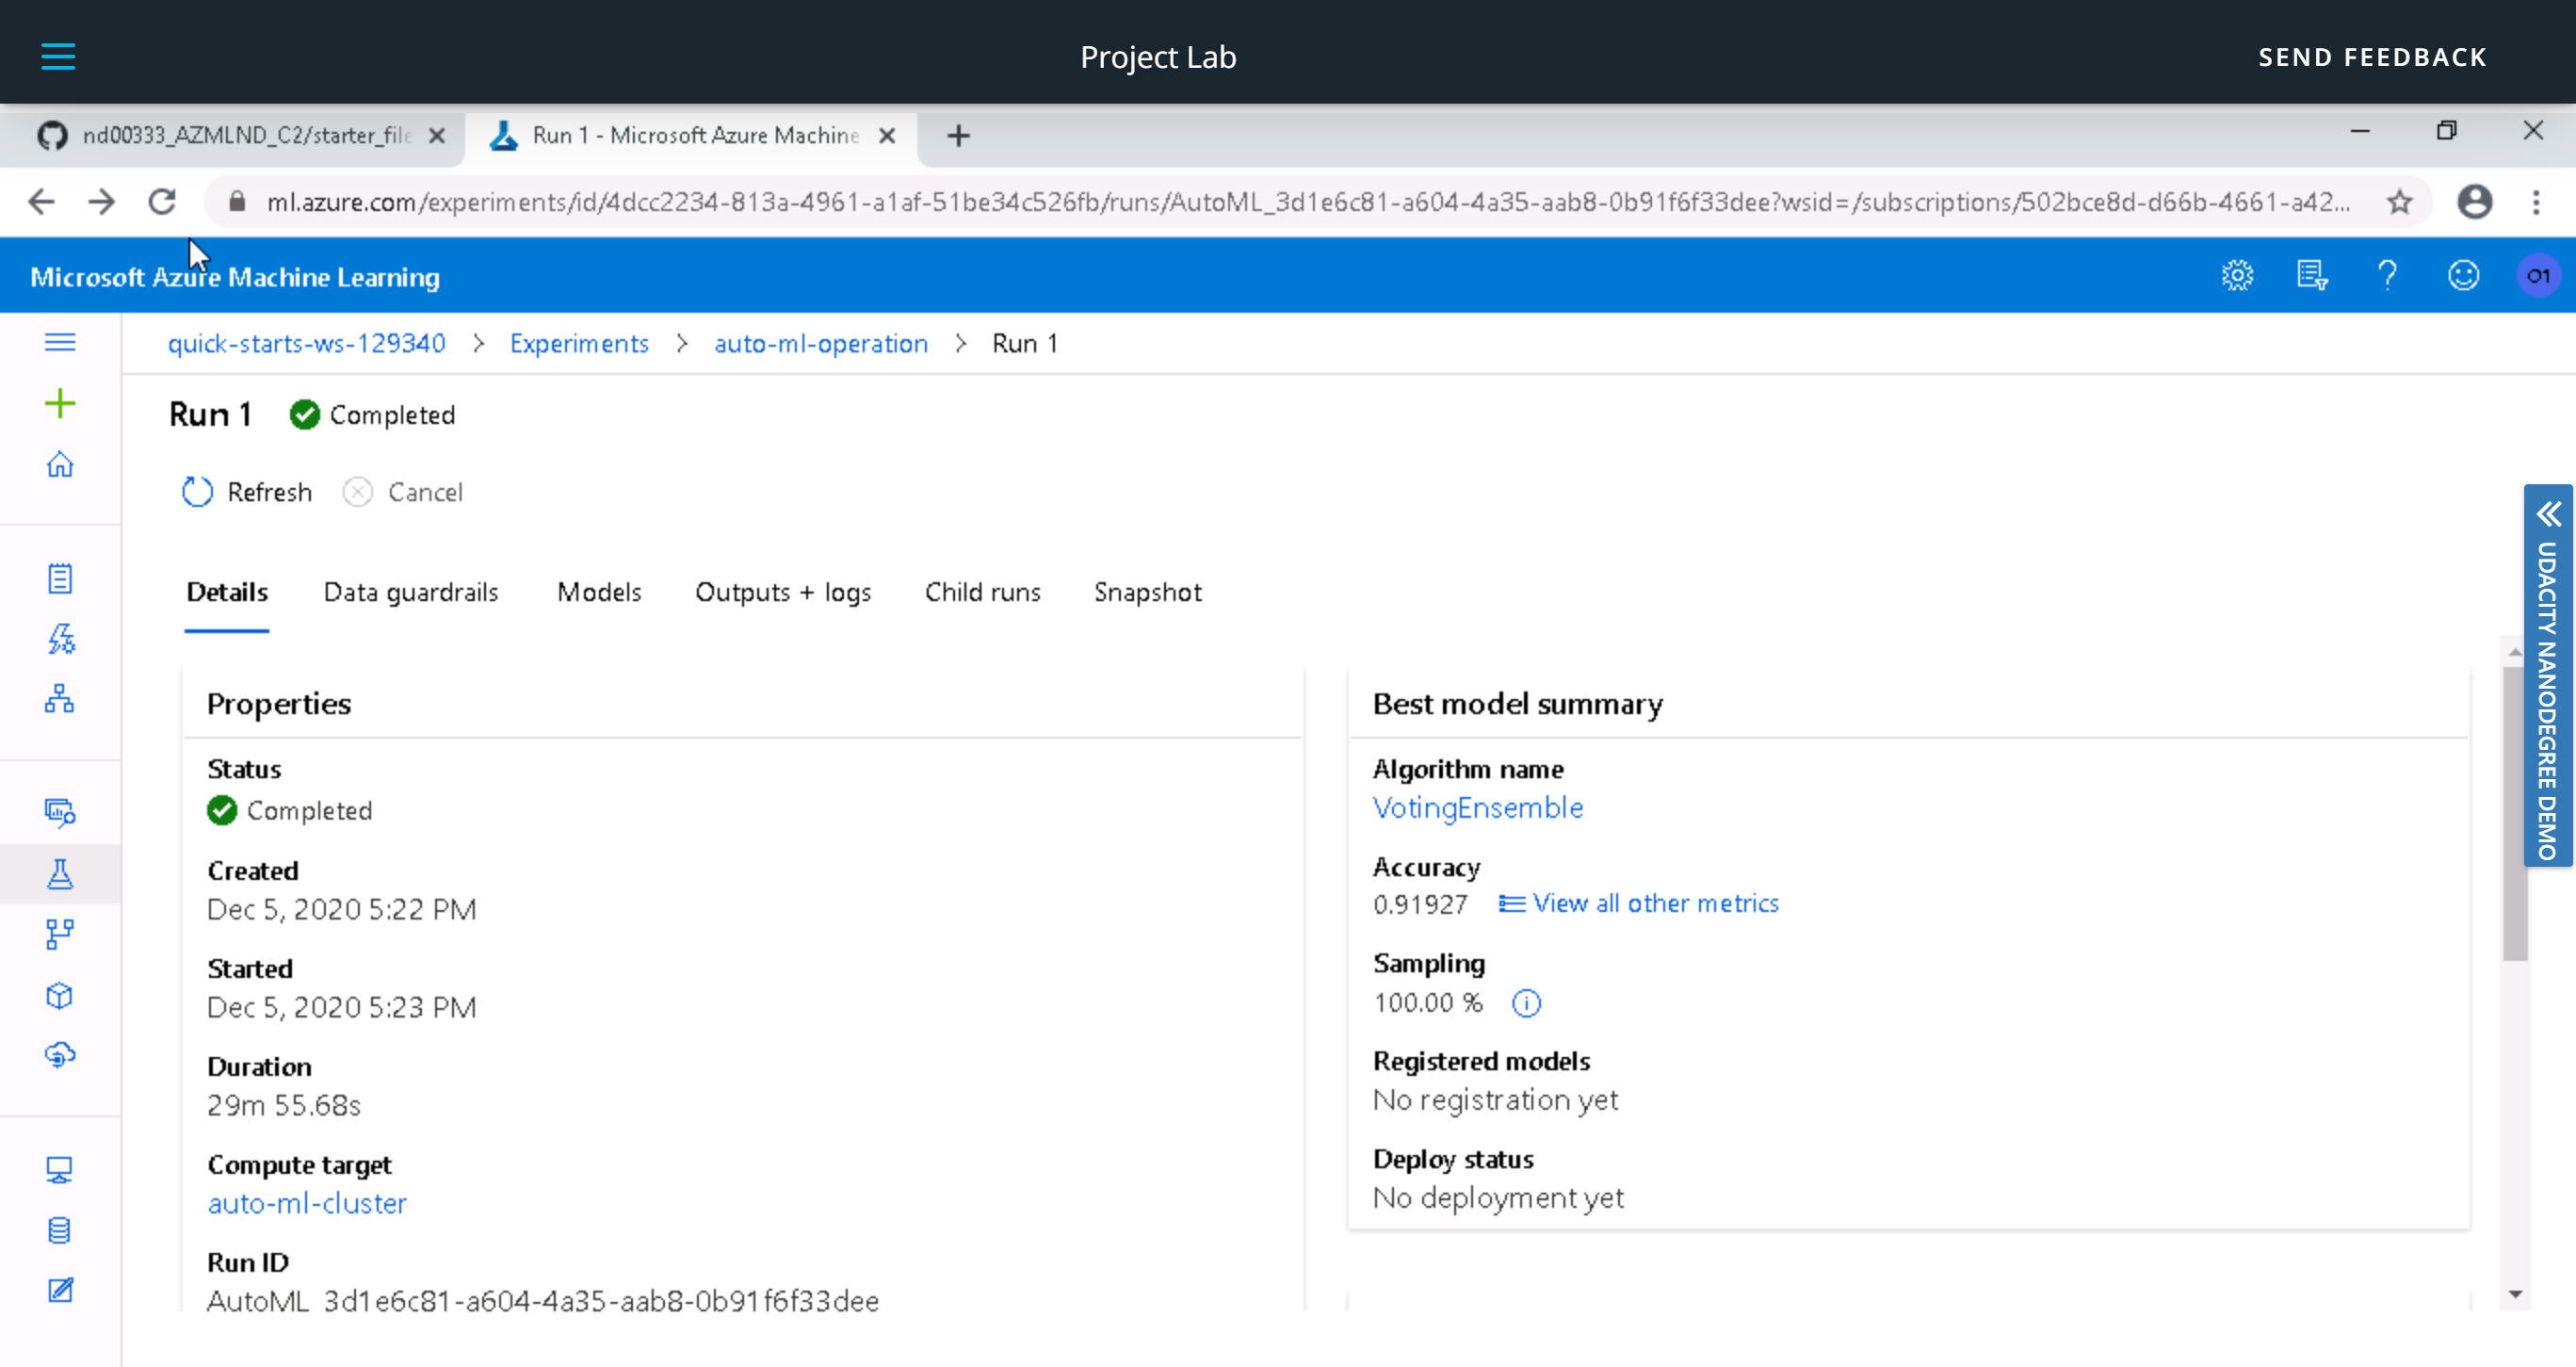 Project Lab
SEND FEEDBACK
nd00333_AZMLND_C2/starter_file
Run 1 - Microsoft Azure Machine
ml.azure.com/experiments/id/4dcc2234-813a-4961-a1af-51be34c526fb/runs/AutoML_3d1e6c81-a604-4a35-aab8-0b91f6f33dee?wsid=/subscriptions/502bce8d-d66b-4661-a42...
Microsoft Azure Machine Learning
O1
quick-starts-ws-129340 > Experiments > auto-ml-operation > Run 1
Run 1 Completed
Refresh Cancel
Details Data guardrails Models Outputs + logs Child runs Snapshot
Properties
Status
Completed
Created
Dec 5, 2020 5:22 PM
Started
Dec 5, 2020 5:23 PM
Duration
29m 55.68s
Compute target
auto-ml-cluster
Run ID
AutoML_3d1e6c81-a604-4a35-aab8-0b91f6f33dee
Best model summary
Algorithm name
VotingEnsemble
Accuracy
0.91927 View all other metrics
Sampling
100.00 %
Registered models
No registration yet
Deploy status
No deployment yet
UDACITY NANODEGREE DEMO